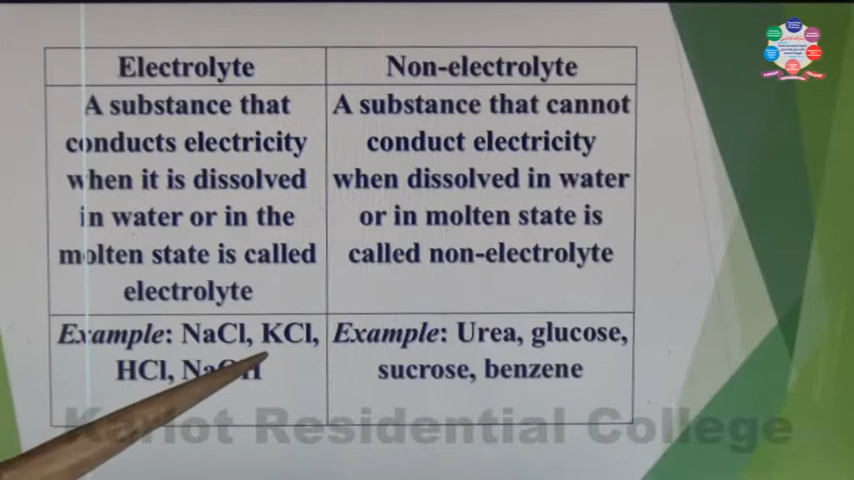 Electrolyte
Non-electrolyte
A substance that
conducts electricity
when it is dissolved
in water or in the
molten state is called
electrolyte
A substance that cannot
conduct electricity
when dissolved in water
or in molten state is
called non-electrolyte
Example: NaCl, KCl,
HCl, NaOH
Example: Urea, glucose,
sucrose, benzene
Karlot Residential College